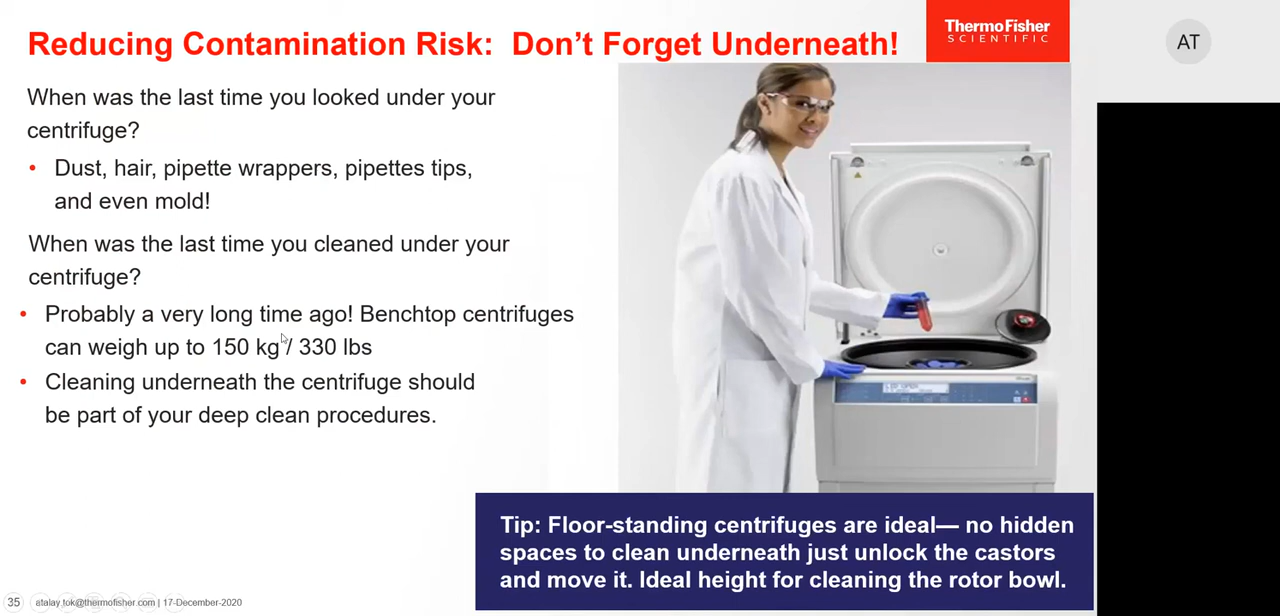 Reducing Contamination Risk: Don’t Forget Underneath!
ThermoFisher
SCIENTIFIC
AT
When was the last time you looked under your
centrifuge?
• Dust, hair, pipette wrappers, pipettes tips,
and even mold!
When was the last time you cleaned under your
centrifuge?
• Probably a very long time ago! Benchtop centrifuges
can weigh up to 150 kg / 330 lbs
• Cleaning underneath the centrifuge should
be part of your deep clean procedures.
Tip: Floor-standing centrifuges are ideal— no hidden
spaces to clean underneath just unlock the castors
and move it. Ideal height for cleaning the rotor bowl.
35
atalay.tok@thermofisher.com | 17-December-2020